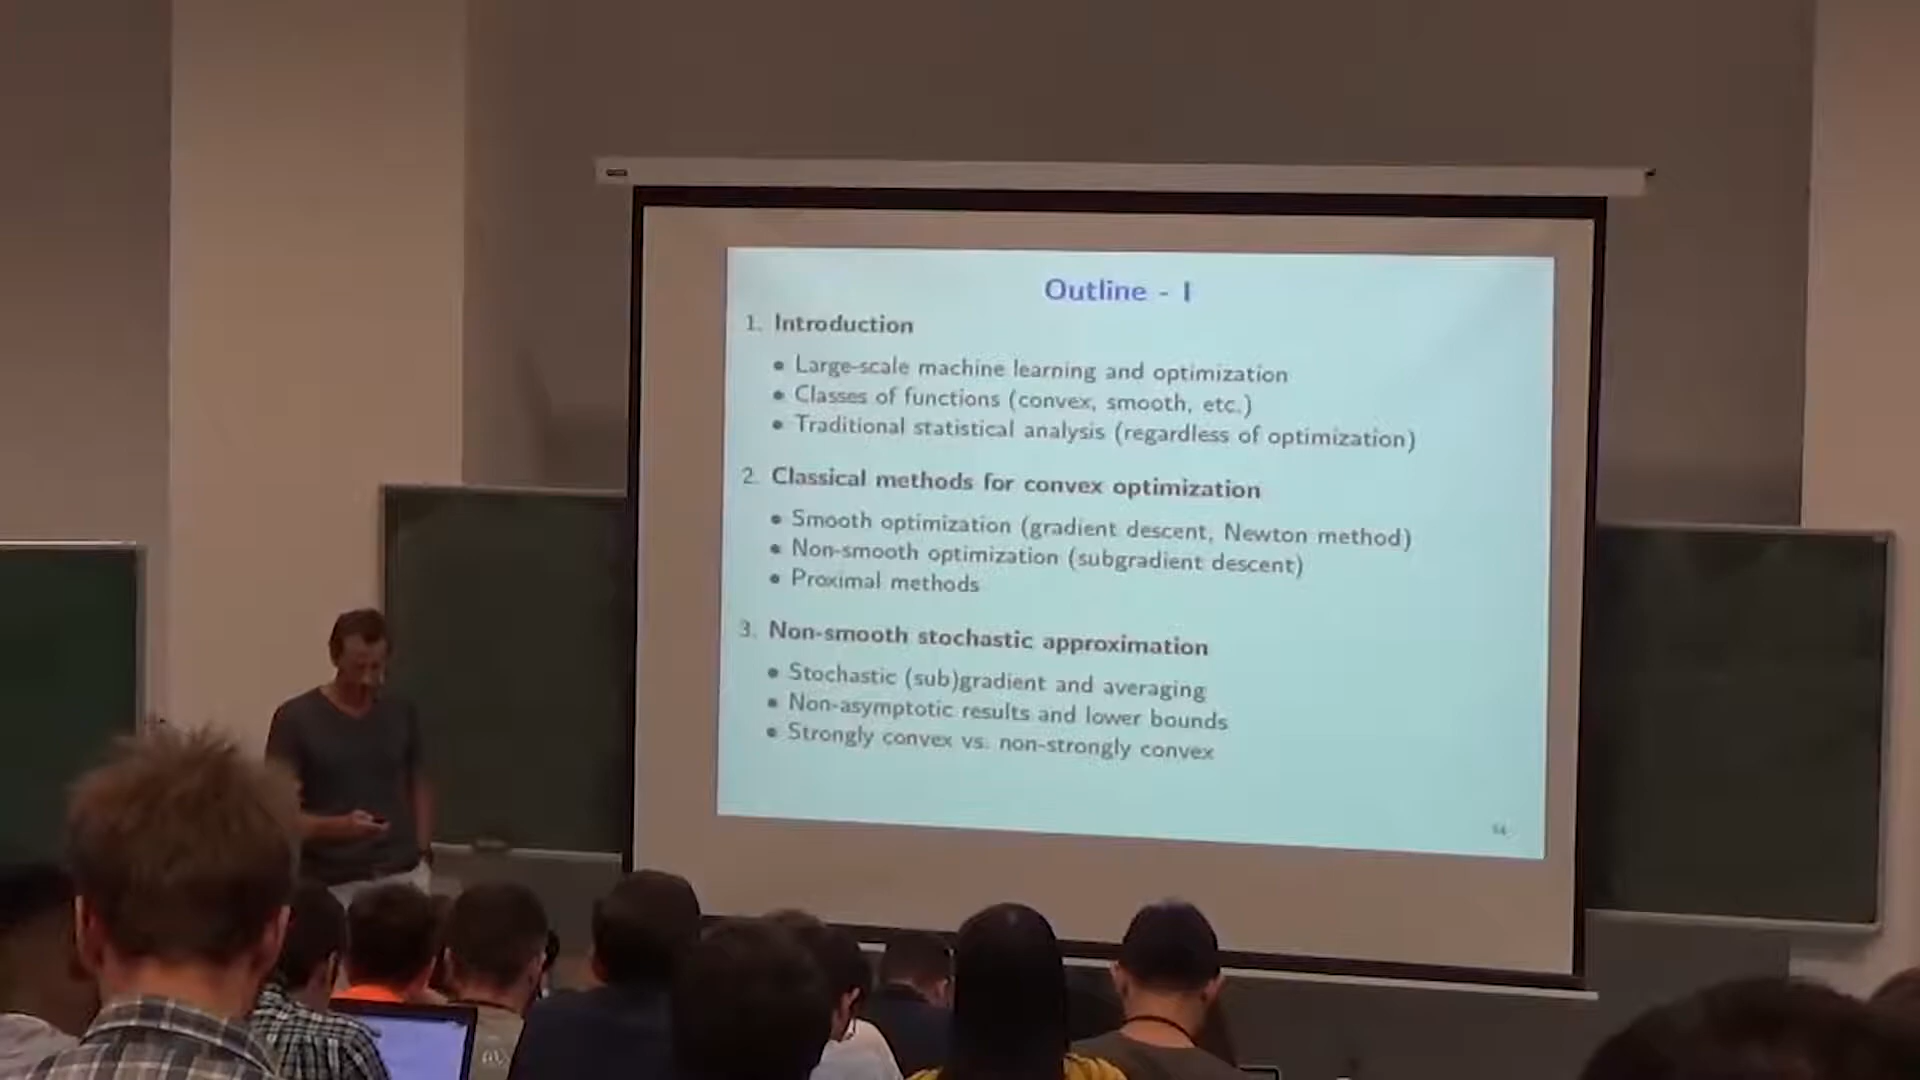 Outline - I
1. Introduction
• Large-scale machine learning and optimization
• Classes of functions (convex, smooth, etc.)
• Traditional statistical analysis (regardless of optimization)
2. Classical methods for convex optimization
• Smooth optimization (gradient descent, Newton method)
• Non-smooth optimization (subgradient descent)
• Proximal methods
3. Non-smooth stochastic approximation
• Stochastic (sub)gradient and averaging
• Non-asymptotic results and lower bounds
• Strongly convex vs. non-strongly convex